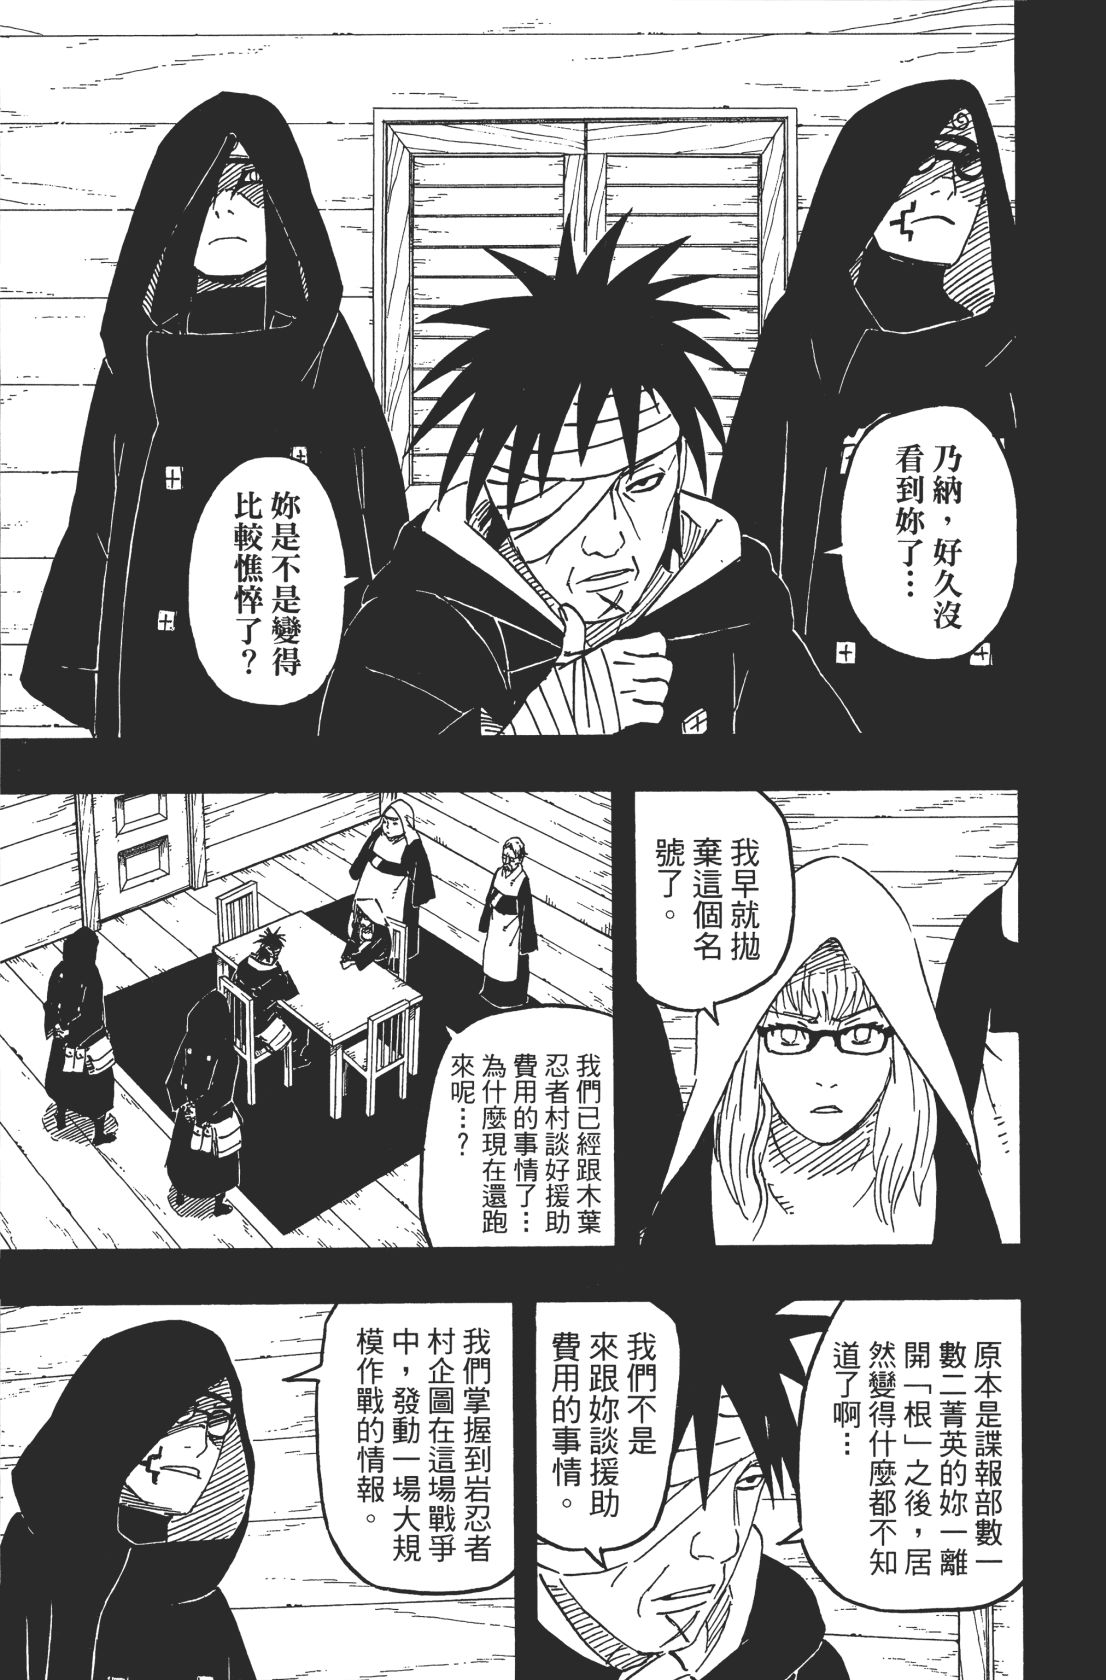 乃納，好久沒
看到妳了…
妳是不是變得
比較憔悴了？
我早就拋
棄這個名
號了。
我們已經跟木葉
忍者村談好援助
費用的事情了…
為什麼現在還跑
來呢…？
原本是諜報部數一
數二菁英的妳一離
開「根」之後，居
然變得什麼都不知
道了啊…
我們不是
來跟妳談援助
費用的事情。
我們掌握到岩忍者
村企圖在這場戰爭
中，發動一場大規
模作戰的情報。